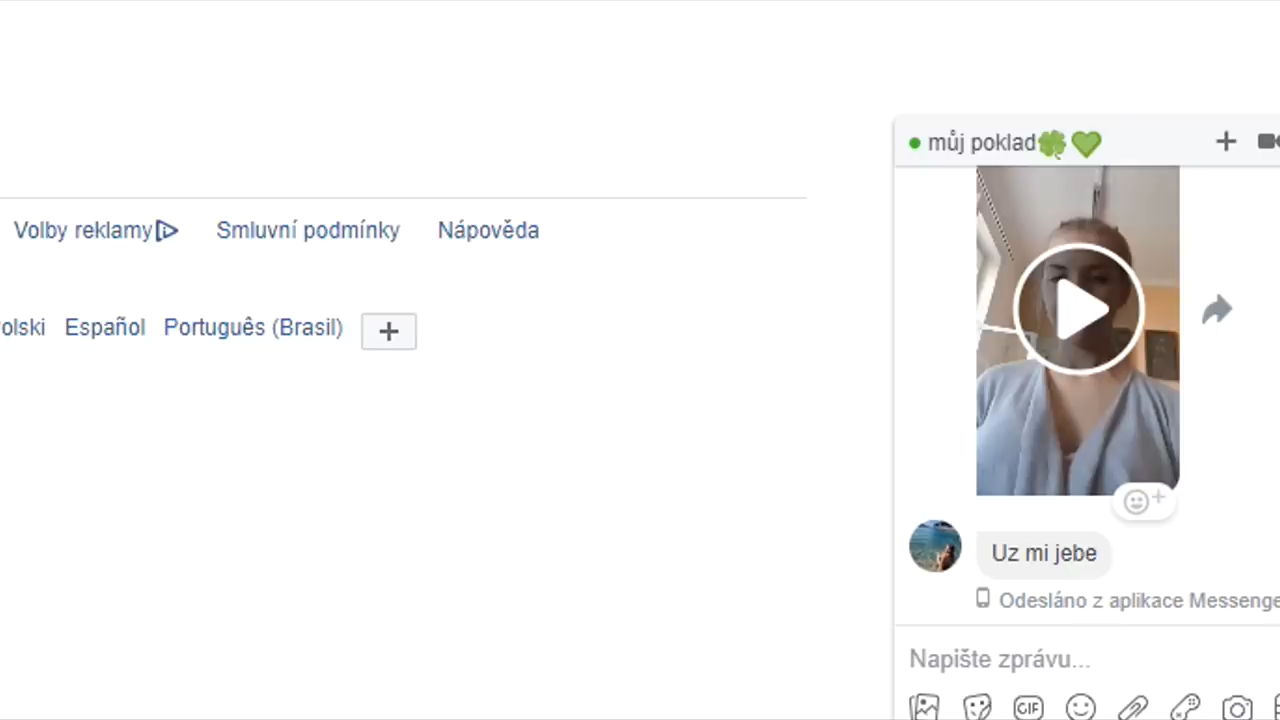 můj poklad🍀💚
Volby reklamy
Smluvní podmínky
Nápověda
olski
Español
Português (Brasil)
Uz mi jebe
Odesláno z aplikace Messenge
Napište zprávu...
GIF